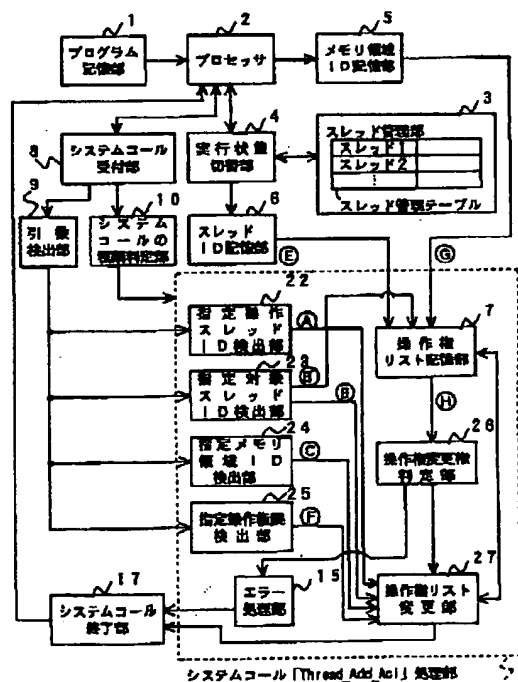 1
プログラム
記憶部
2
プロセッサ
5
メモリ領域
ID記憶部
3
スレッド管理部
スレッド1
スレッド2
スレッド管理テーブル
4
実行状態
切替部
8
システムコール
受付部
9
引数
検出部
10
システム
コールの
種類判定部
6
スレッド
ID記憶部
E
G
22
指定操作
スレッド
ID検出部
A
23
指定対象
スレッド
ID検出部
B'
B
24
指定メモリ
領域ID
検出部
C
25
指定操作権限
検出部
F
7
操作権
リスト記憶部
H
26
操作権変更権
判定部
15
エラー
処理部
27
操作権リスト
変更部
17
システムコール
終了部
システムコール「Thread_Add_Acl」処理部